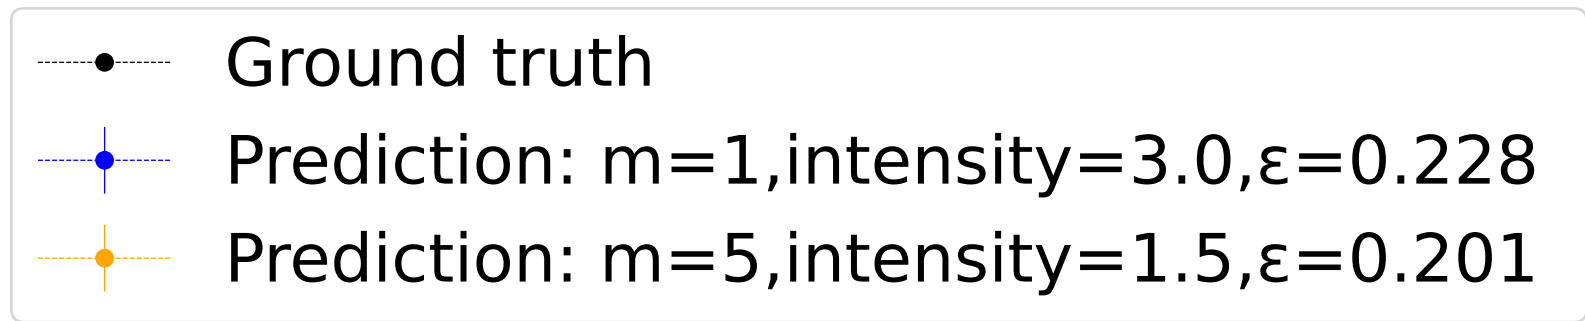 Ground truth
Prediction: m=1,intensity=3.0,ε=0.228
Prediction: m=5,intensity=1.5,ε=0.201